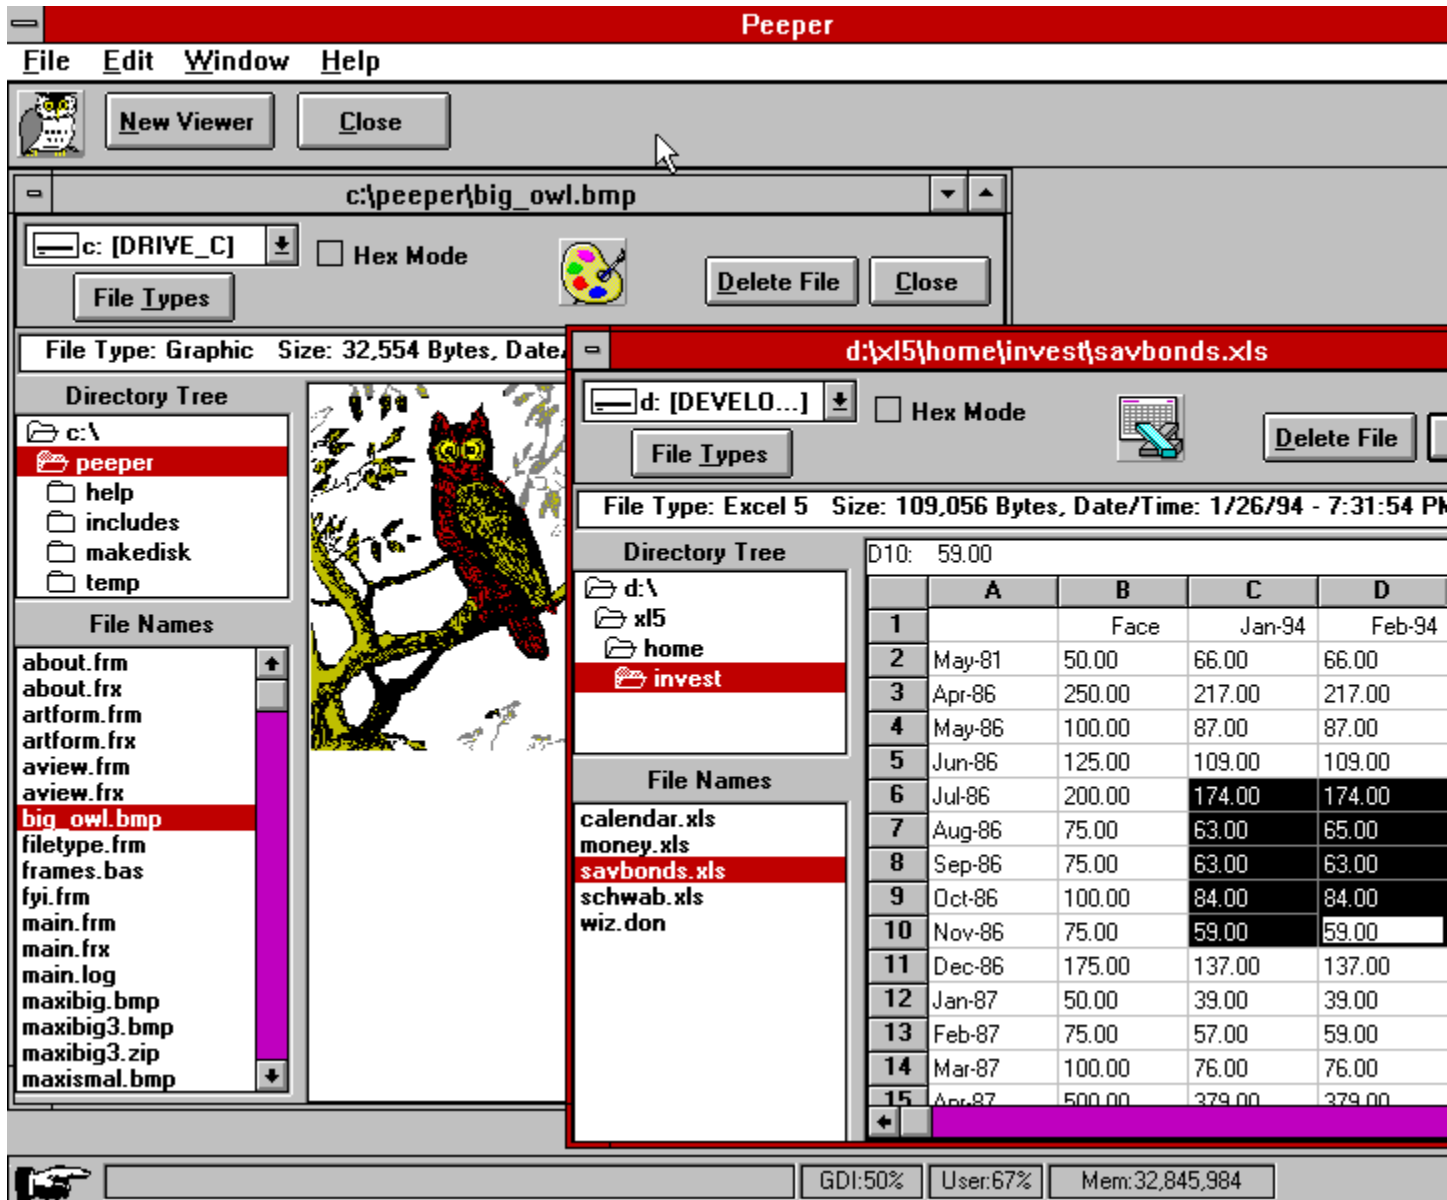 Peeper
File Edit Window Help
New Viewer Close
c:\peeper\big_owl.bmp
c: [DRIVE_C] Hex Mode
File Types Delete File Close
File Type: Graphic Size: 32,554 Bytes, Date
Directory Tree
c:\
peeper
help
includes
makedisk
temp
File Names
about.frm
about.frx
artform.frm
artform.frx
aview.frm
aview.frx
big_owl.bmp
filetype.frm
frames.bas
fyi.frm
main.frm
main.frx
main.log
maxibig.bmp
maxibig3.bmp
maxibig3.zip
maxismal.bmp
d:\xl5\home\invest\savbonds.xls
d: [DEVELO...] Hex Mode
File Types Delete File
File Type: Excel 5 Size: 109,056 Bytes, Date/Time: 1/26/94 - 7:31:54 PM
Directory Tree
d:\
xl5
home
invest
File Names
calendar.xls
money.xls
savbonds.xls
schwab.xls
wiz.don
D10: 59.00
A B C D
1 Face Jan-94 Feb-94
2 May-81 50.00 66.00 66.00
3 Apr-86 250.00 217.00 217.00
4 May-86 100.00 87.00 87.00
5 Jun-86 125.00 109.00 109.00
6 Jul-86 200.00 174.00 174.00
7 Aug-86 75.00 63.00 65.00
8 Sep-86 75.00 63.00 63.00
9 Oct-86 100.00 84.00 84.00
10 Nov-86 75.00 59.00 59.00
11 Dec-86 175.00 137.00 137.00
12 Jan-87 50.00 39.00 39.00
13 Feb-87 75.00 57.00 59.00
14 Mar-87 100.00 76.00 76.00
15 Apr-87 500.00 379.00 379.00
GDI:50% User:67% Mem:32,845,984